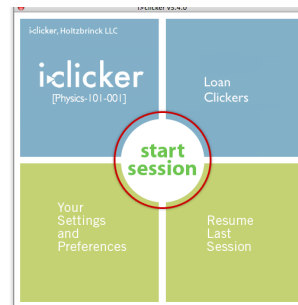 i>clicker v5.4.0
i›clicker, Holtzbrinck LLC
i›clicker
[Physics-101-001]
Loan
Clickers
start
session
Your
Settings
and
Preferences
Resume
Last
Session